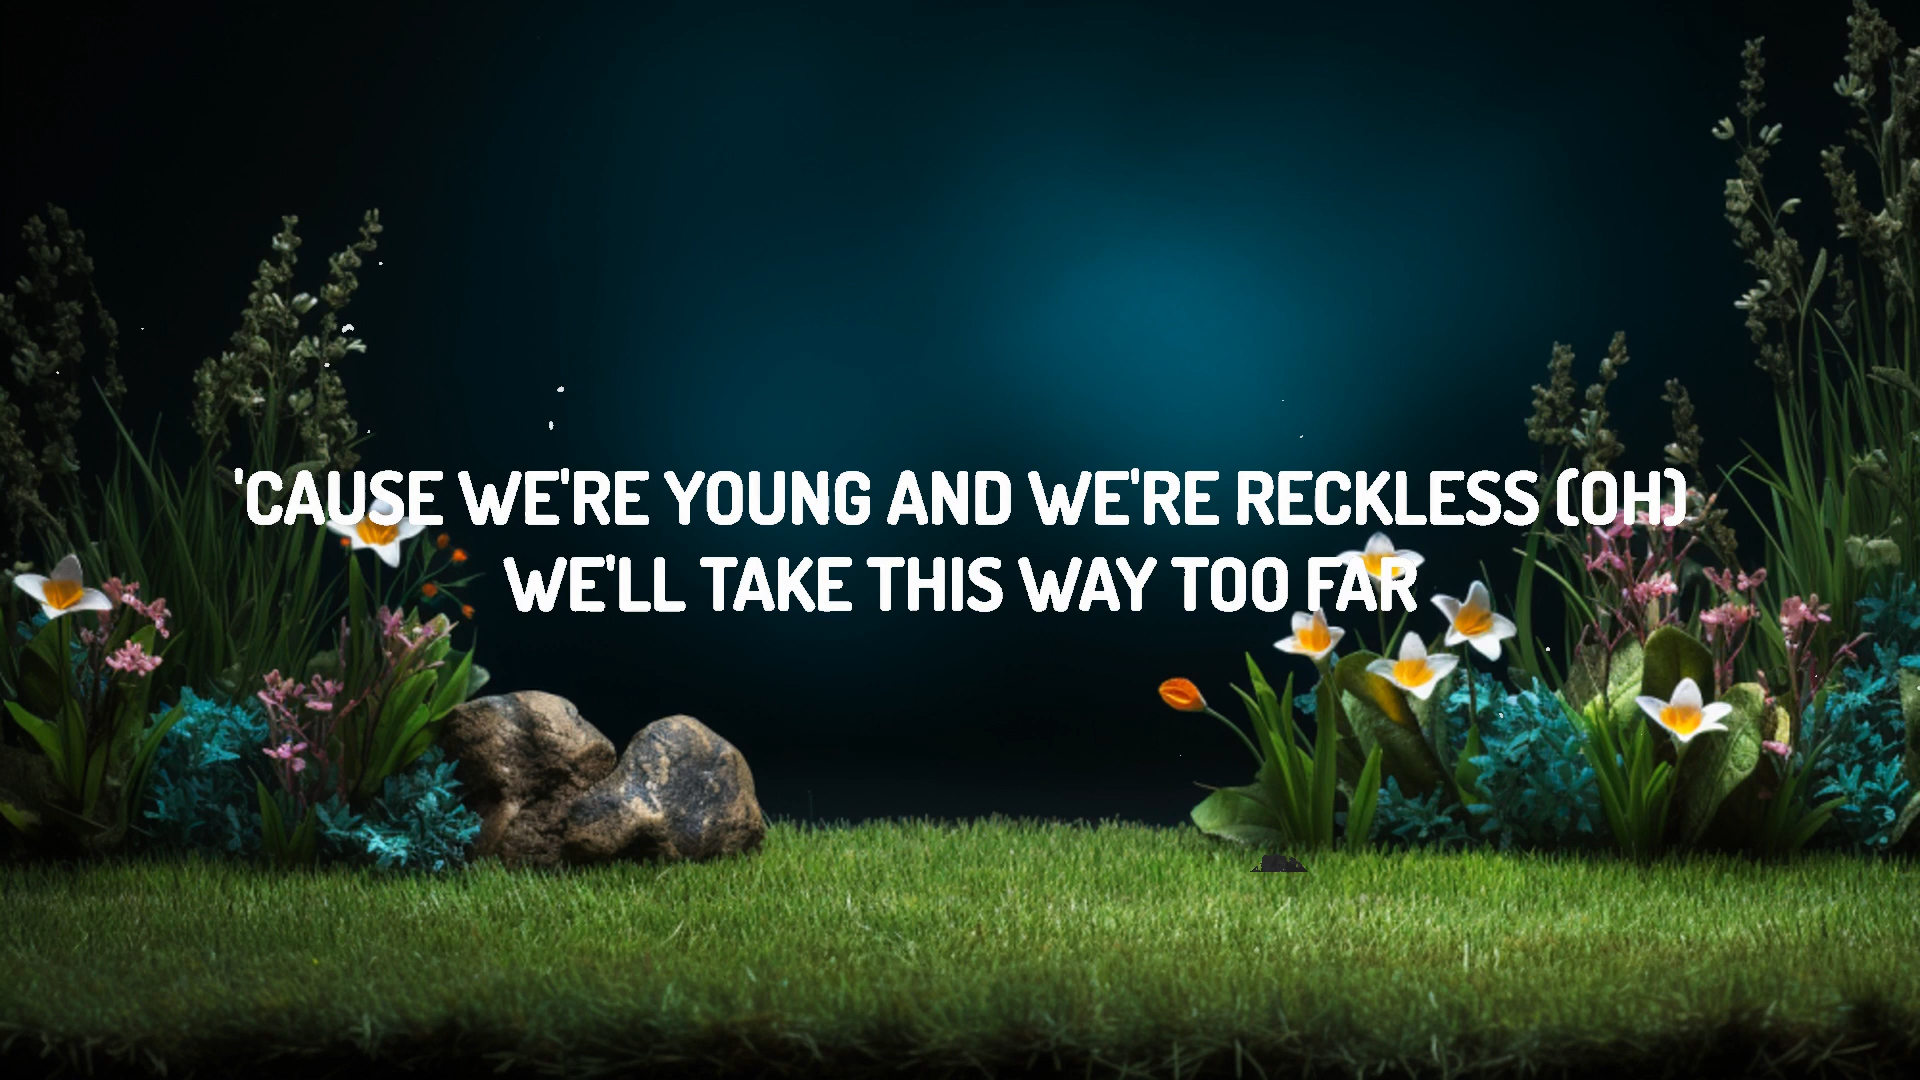 'CAUSE WE'RE YOUNG AND WE'RE RECKLESS (OH)
WE'LL TAKE THIS WAY TOO FAR